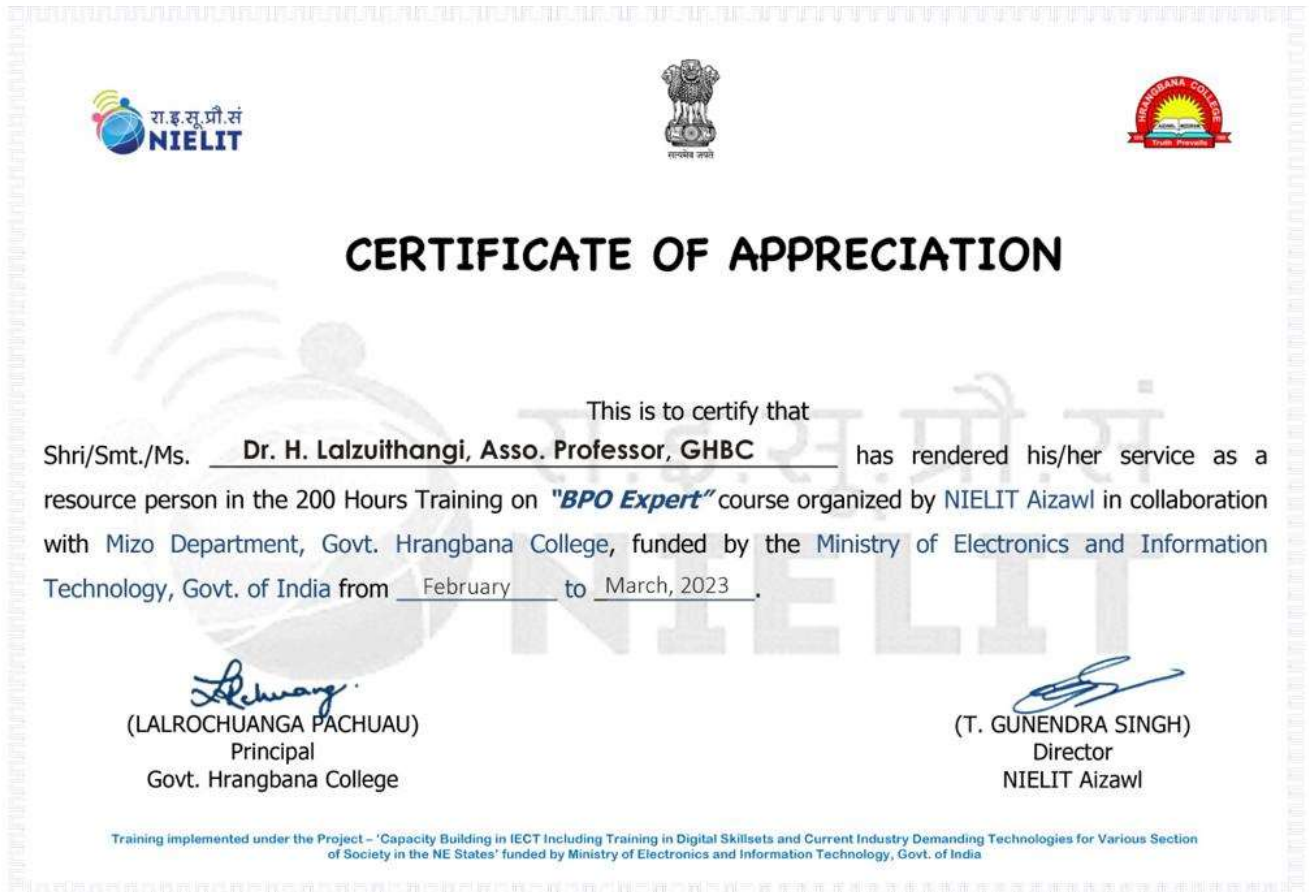 रा.इ.सू.प्रौ.सं
NIELIT
सत्यमेव जयते
HRANGBANA COLLEGE
AIZAWL MIZORAM
Truth Prevails
CERTIFICATE OF APPRECIATION
रा.इ.सू.प्रौ.सं
NIELIT
This is to certify that
Shri/Smt./Ms. Dr. H. Lalzuithangi, Asso. Professor, GHBC has rendered his/her service as a
resource person in the 200 Hours Training on "BPO Expert" course organized by NIELIT Aizawl in collaboration
with Mizo Department, Govt. Hrangbana College, funded by the Ministry of Electronics and Information
Technology, Govt. of India from February to March, 2023.
(LALROCHUANGA PACHUAU)
Principal
Govt. Hrangbana College
(T. GUNENDRA SINGH)
Director
NIELIT Aizawl
Training implemented under the Project – 'Capacity Building in IECT Including Training in Digital Skillsets and Current Industry Demanding Technologies for Various Section
of Society in the NE States' funded by Ministry of Electronics and Information Technology, Govt. of India